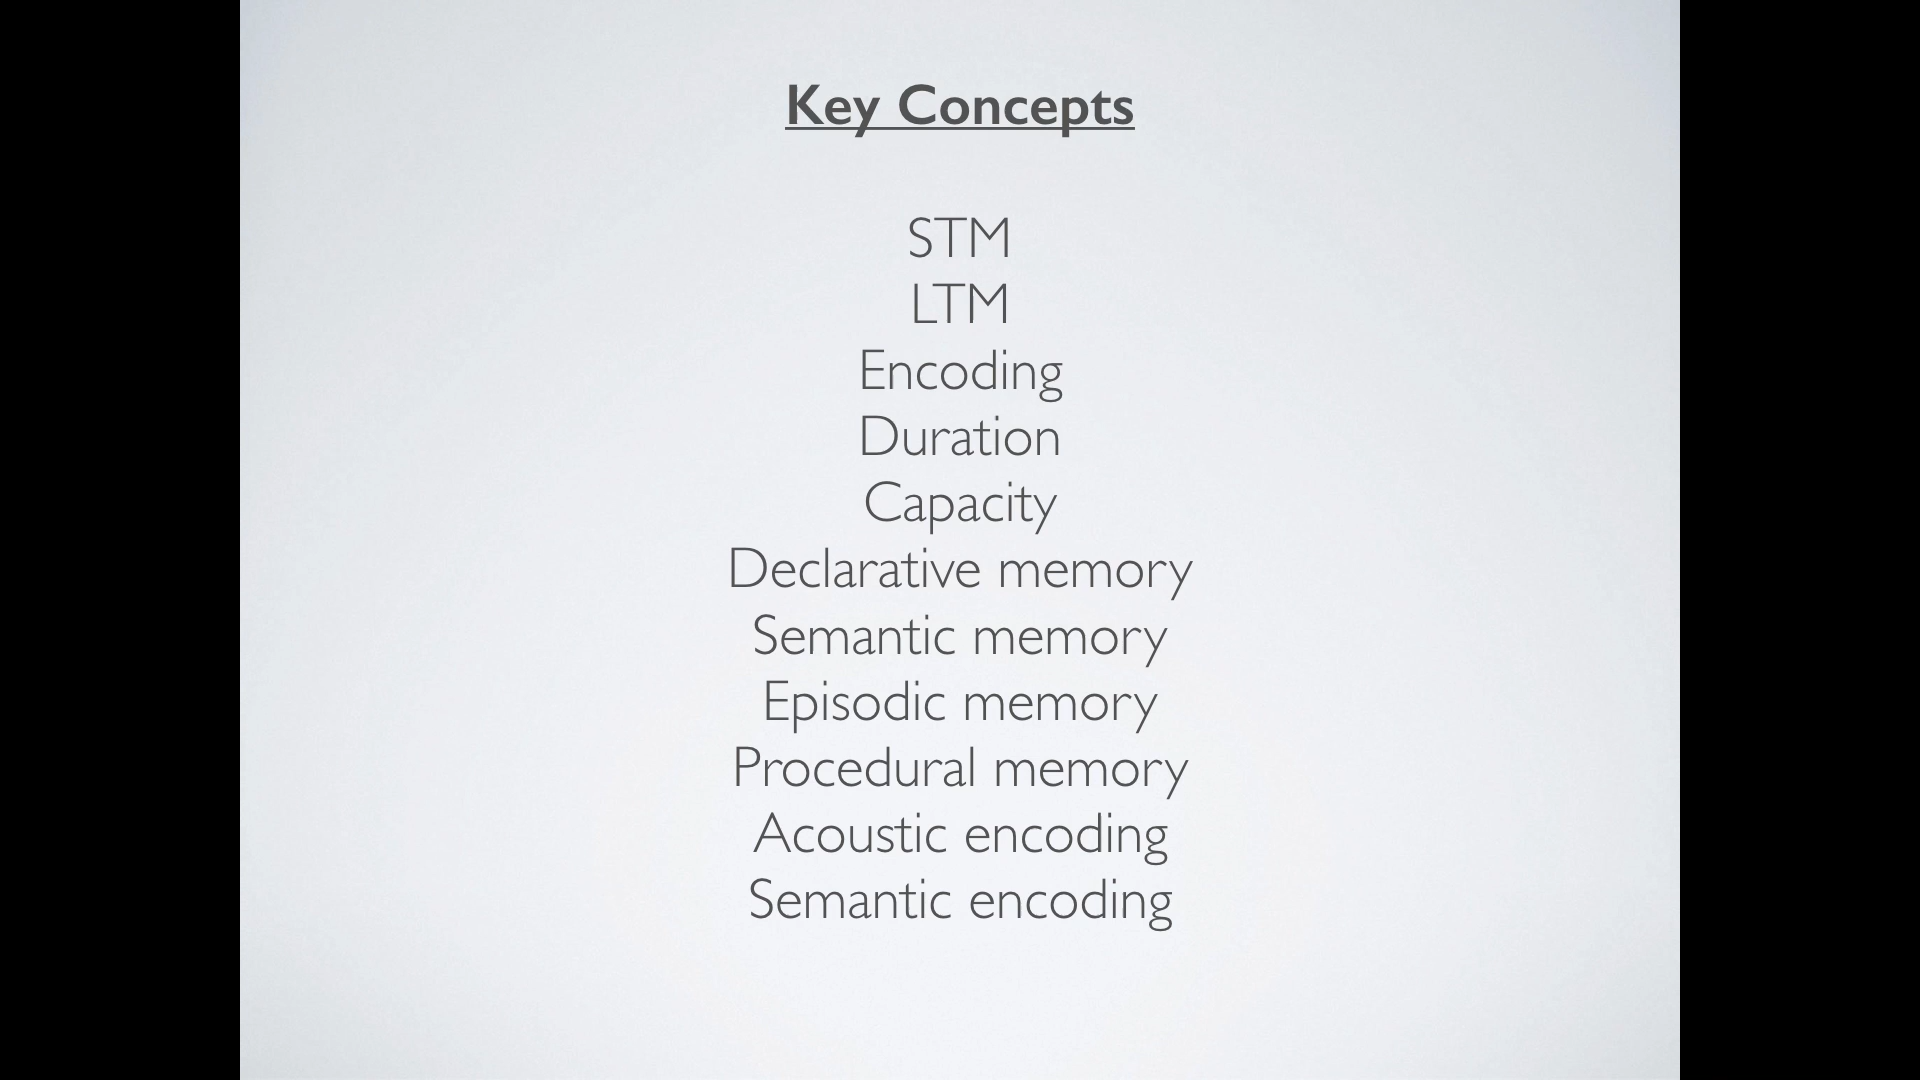 Key Concepts
STM
LTM
Encoding
Duration
Capacity
Declarative memory
Semantic memory
Episodic memory
Procedural memory
Acoustic encoding
Semantic encoding